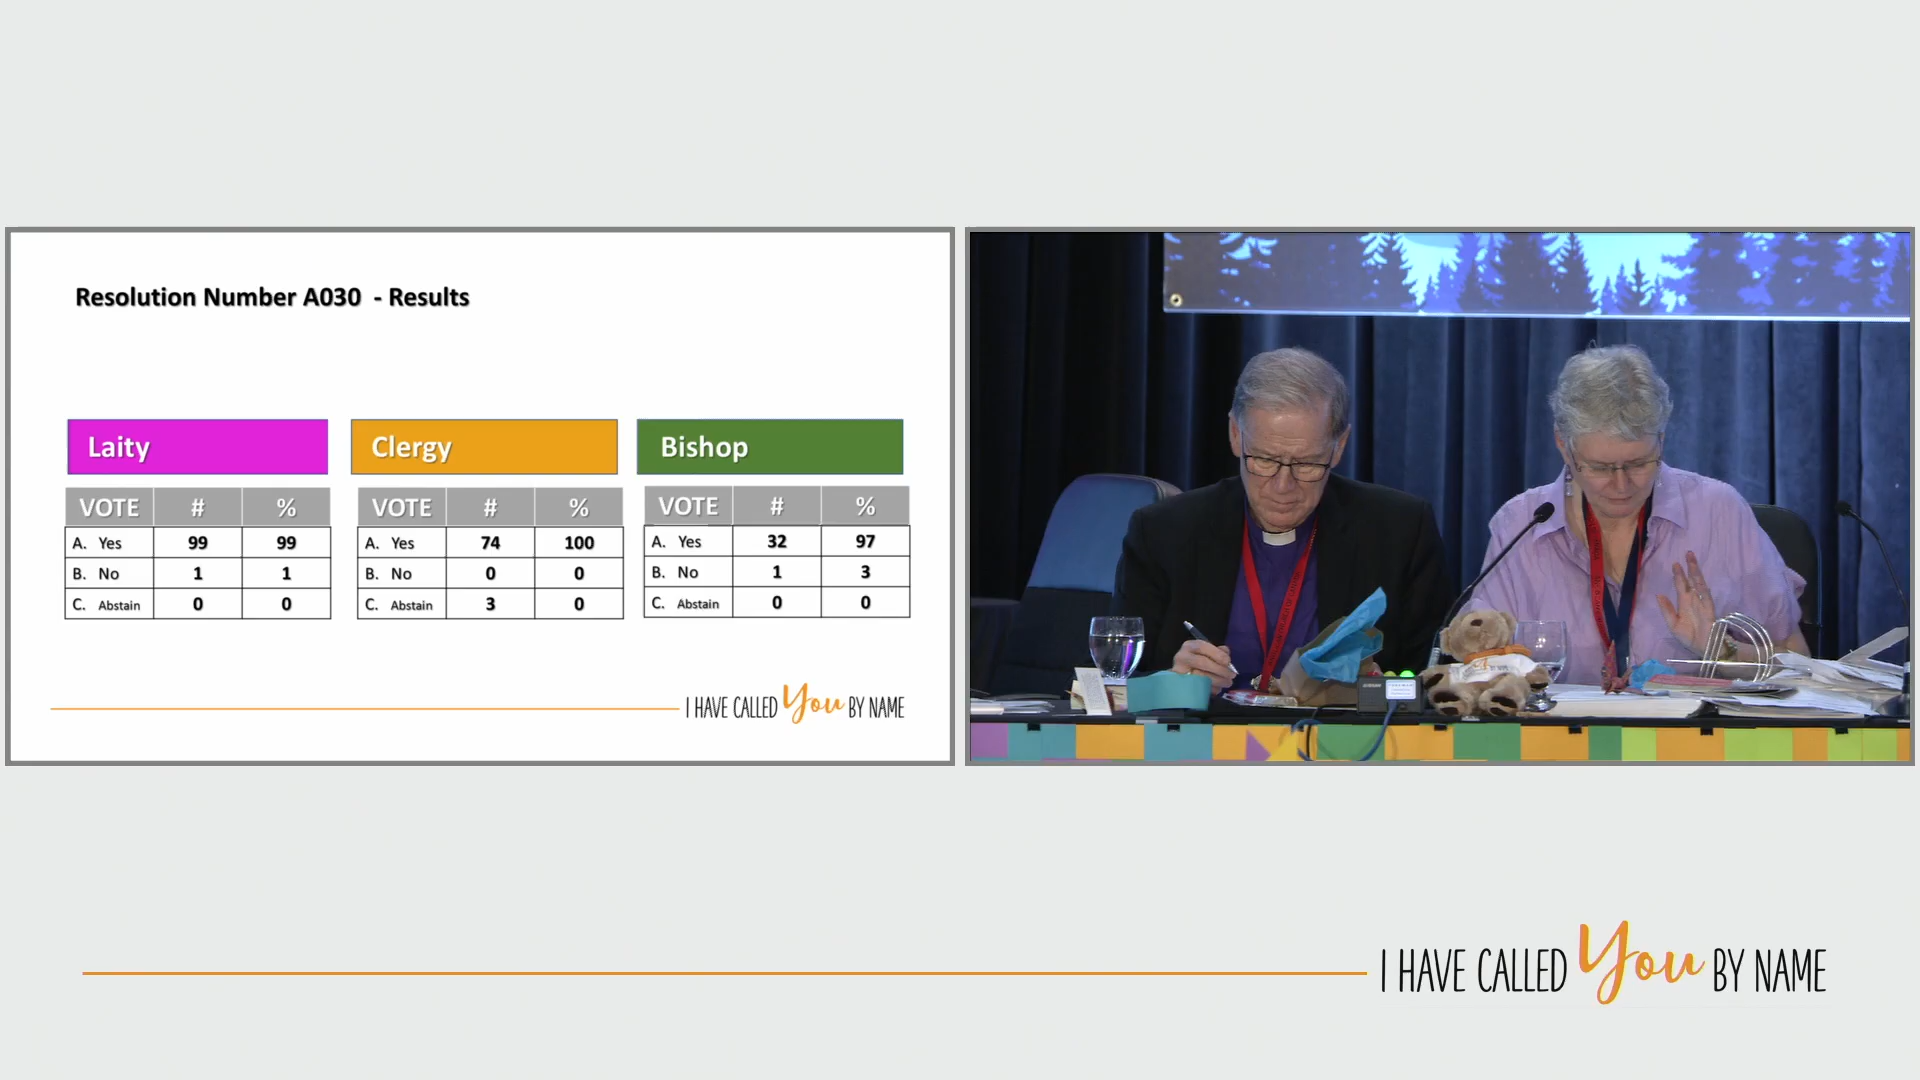 Resolution Number A030 - Results
Laity
VOTE # %
A. Yes 99 99
B. No 1 1
C. Abstain 0 0
Clergy
VOTE # %
A. Yes 74 100
B. No 0 0
C. Abstain 3 0
Bishop
VOTE # %
A. Yes 32 97
B. No 1 3
C. Abstain 0 0
I HAVE CALLED You BY NAME
I HAVE CALLED You BY NAME